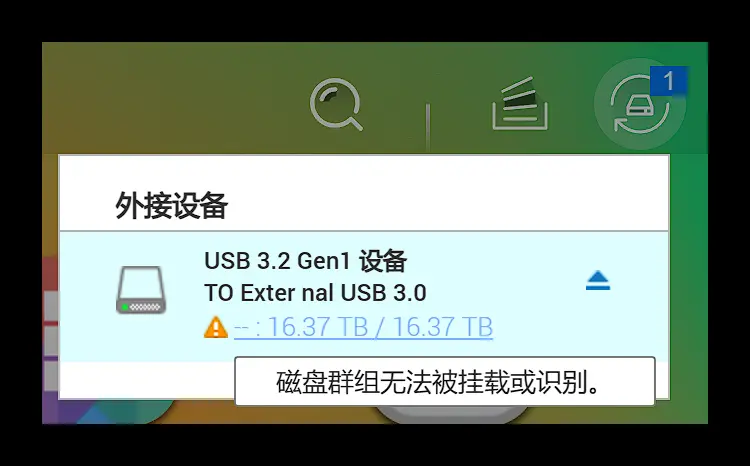 1
外接设备
USB 3.2 Gen1 设备
TO Exter nal USB 3.0
-- : 16.37 TB / 16.37 TB
磁盘群组无法被挂载或识别。